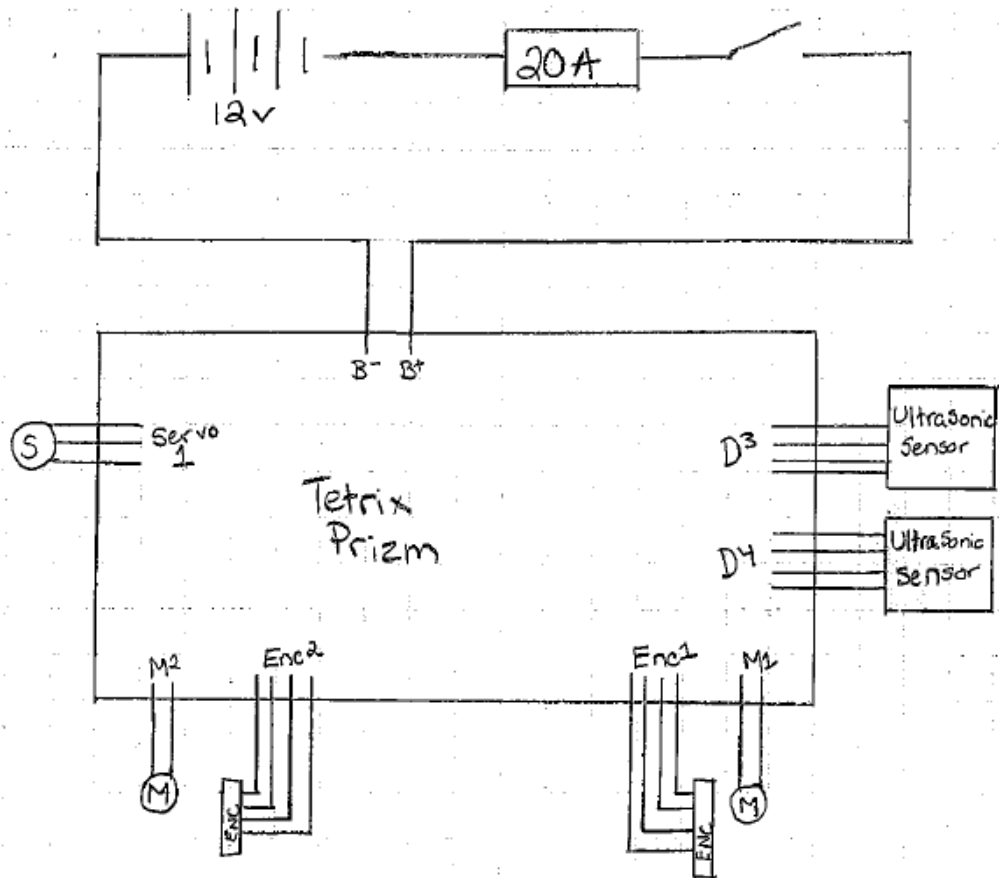 20A
12v
B- B+
Servo
1
Ultrasonic
Sensor
S
D3
Tetrix
Prizm
Ultrasonic
Sensor
D4
M2
Enc2
Enc1
M1
M
ENC
ENC
M